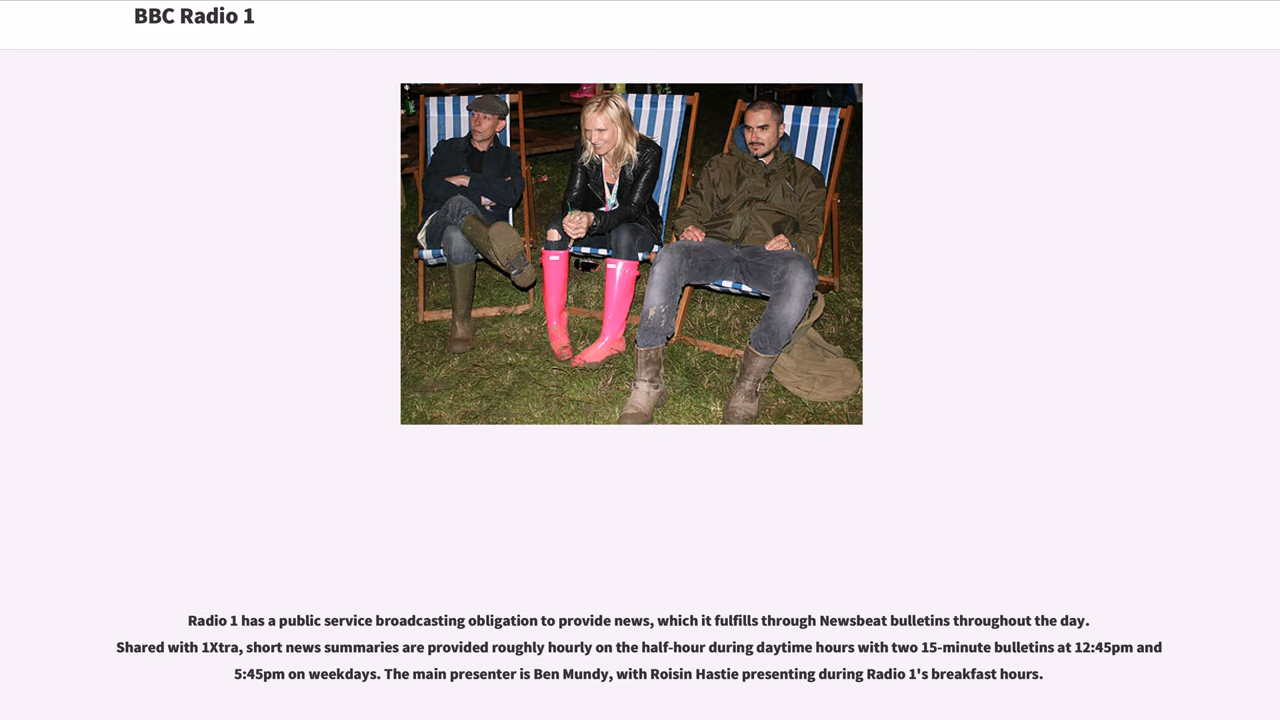 BBC Radio 1
Radio 1 has a public service broadcasting obligation to provide news, which it fulfills through Newsbeat bulletins throughout the day.
Shared with 1Xtra, short news summaries are provided roughly hourly on the half-hour during daytime hours with two 15-minute bulletins at 12:45pm and
5:45pm on weekdays. The main presenter is Ben Mundy, with Roisin Hastie presenting during Radio 1's breakfast hours.